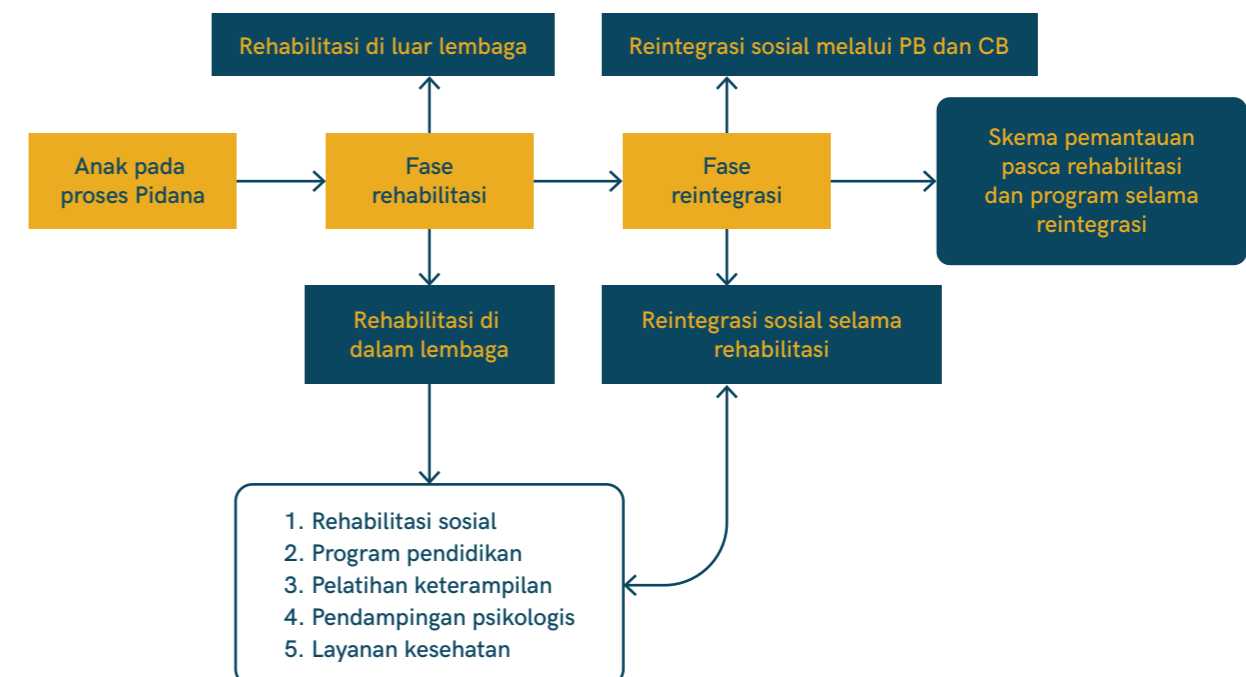 Rehabilitasi di luar lembaga
Reintegrasi sosial melalui PB dan CB
Anak pada
proses Pidana
Fase
rehabilitasi
Fase
reintegrasi
Skema pemantauan
pasca rehabilitasi
dan program selama
reintegrasi
Rehabilitasi di
dalam lembaga
Reintegrasi sosial selama
rehabilitasi
1. Rehabilitasi sosial
2. Program pendidikan
3. Pelatihan keterampilan
4. Pendampingan psikologis
5. Layanan kesehatan